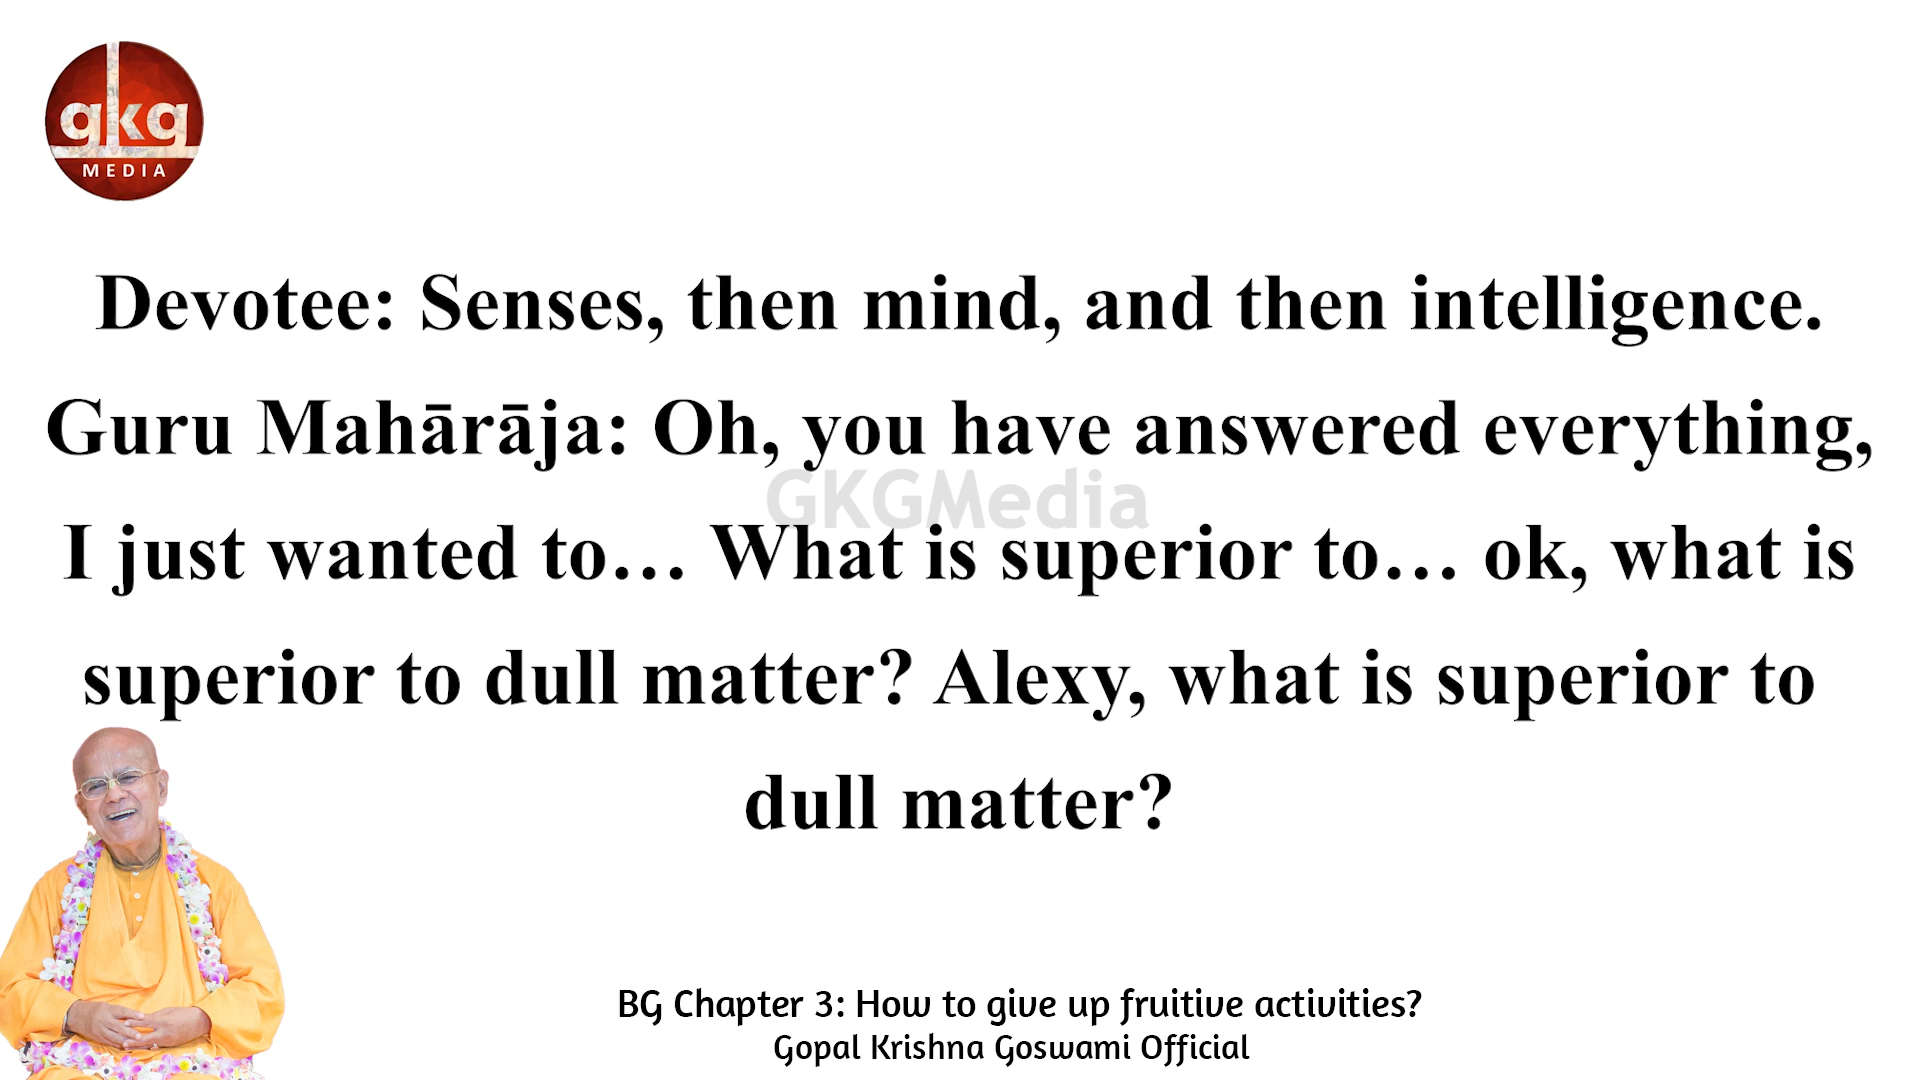 gkg
MEDIA
Devotee: Senses, then mind, and then intelligence.
Guru Mahārāja: Oh, you have answered everything,
GKGMedia
I just wanted to… What is superior to… ok, what is
superior to dull matter? Alexy, what is superior to
dull matter?
BG Chapter 3: How to give up fruitive activities?
Gopal Krishna Goswami Official